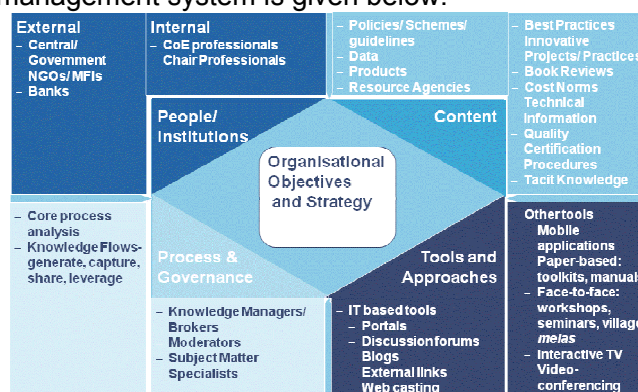 management system is given below:
External
– Central/
Government
NGOs/MFIs
– Banks
Internal
– CoE professionals
Chair Professionals
– Policies/Schemes/
guidelines
– Data
– Products
– Resource Agencies
– Best Practices
Innovative
Projects/Practices
– Book Reviews
– Cost Norms
Technical
Information
– Quality
Certification
Procedures
– Tacit Knowledge
People/
Institutions
Content
Organisational
Objectives
and Strategy
Process &
Governance
Tools and
Approaches
– Core process
analysis
– Knowledge Flows-
generate, capture,
share, leverage
– Knowledge Managers/
Brokers
Moderators
– Subject Matter
Specialists
– IT based tools
– Portals
– Discussion forums
Blogs
External links
Web casting
Other tools
Mobile
applications
Paper-based:
toolkits, manuals
– Face-to-face:
workshops,
seminars, village
melas
– Interactive TV
Video-
conferencing